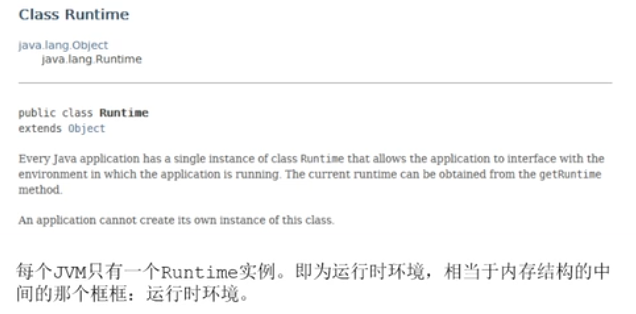 Class Runtime
java.lang.Object
java.lang.Runtime
public class Runtime
extends Object
Every Java application has a single instance of class Runtime that allows the application to interface with the
environment in which the application is running. The current runtime can be obtained from the getRuntime
method.
An application cannot create its own instance of this class.
每个JVM只有一个Runtime实例。即为运行时环境，相当于内存结构的中
间的那个框框：运行时环境。